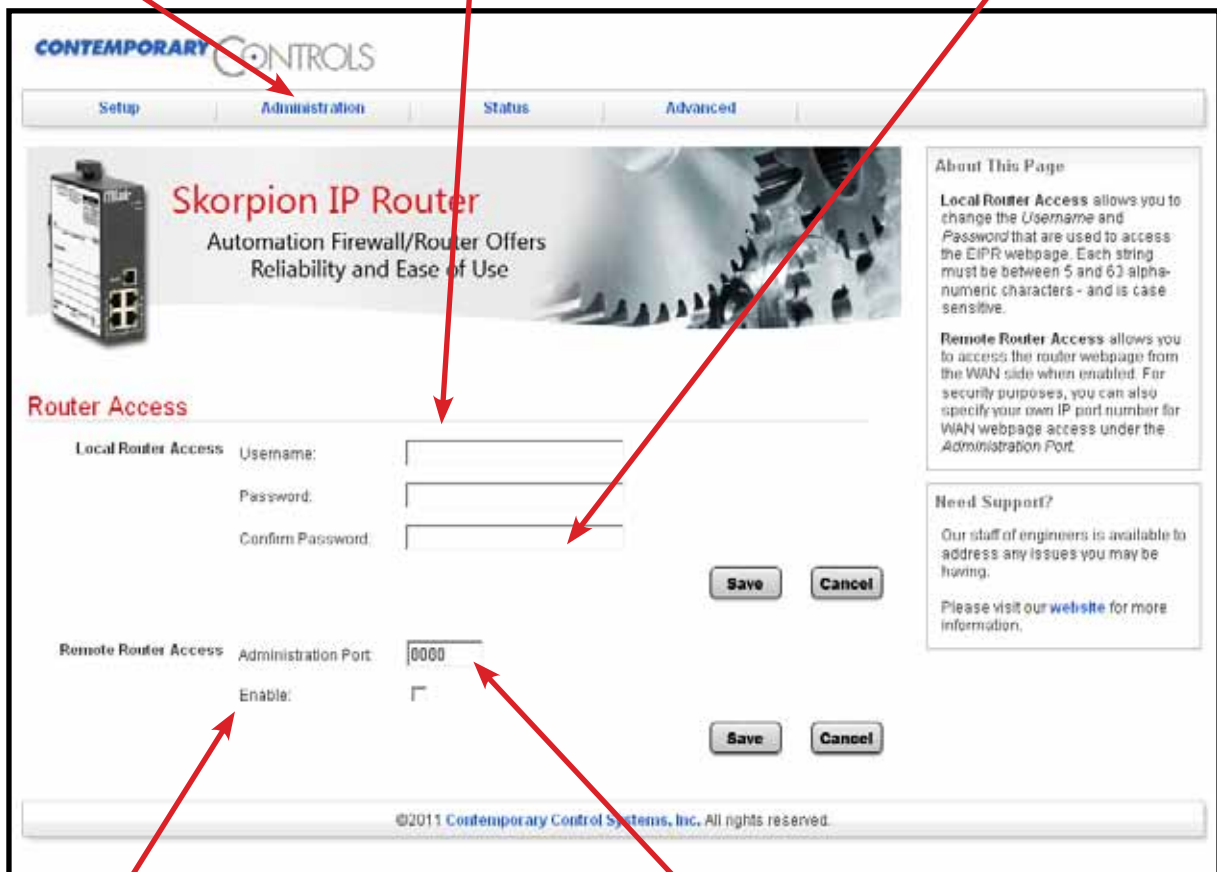 CONTEMPORARY CONTROLS
Setup Administration Status Advanced
Skorpion IP Router
Automation Firewall/Router Offers
Reliability and Ease of Use
Router Access
Local Router Access Username:
Password:
Confirm Password:
Save Cancel
Remote Router Access Administration Port: 0000
Enable:
Save Cancel
About This Page
Local Router Access allows you to
change the Username and
Password that are used to access
the EIPR webpage. Each string
must be between 5 and 63 alpha-
numeric characters - and is case
sensitive.
Remote Router Access allows you
to access the router webpage from
the WAN side when enabled. For
security purposes, you can also
specify your own IP port number for
WAN webpage access under the
Administration Port.
Need Support?
Our staff of engineers is available to
address any issues you may be
having.
Please visit our website for more
information.
©2011 Contemporary Control Systems, Inc. All rights reserved.